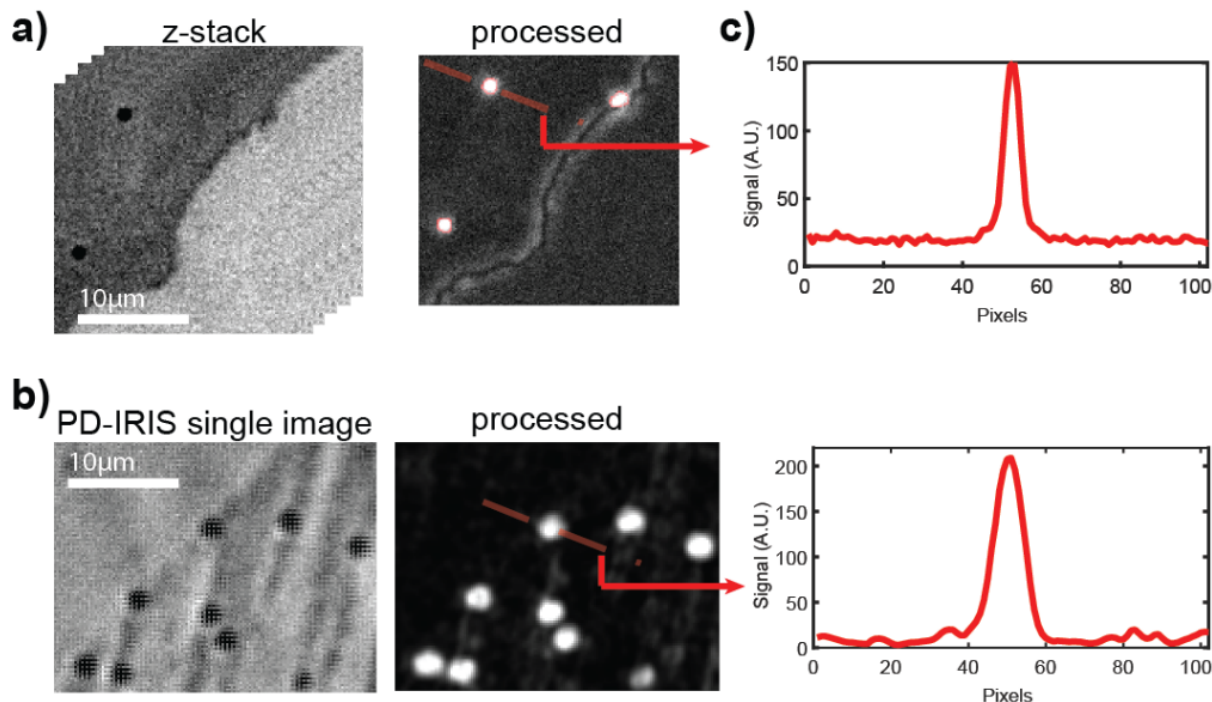 a)
z-stack
processed
c)
10µm
150
100
50
0
Signal (A.U.)
0
20
40
60
80
100
Pixels
b)
PD-IRIS single image
processed
10µm
200
150
100
50
0
Signal (A.U.)
0
20
40
60
80
100
Pixels